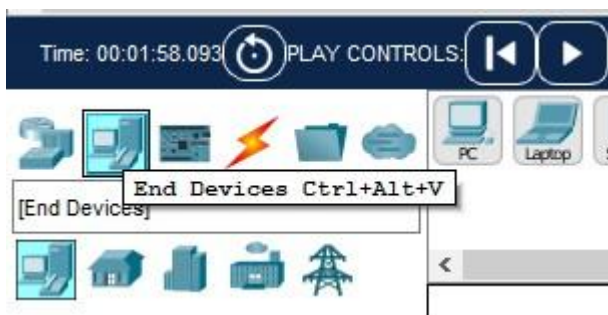 Time: 00:01:58.093 PLAY CONTROLS:
PC Laptop
End Devices Ctrl+Alt+V
[End Devices]